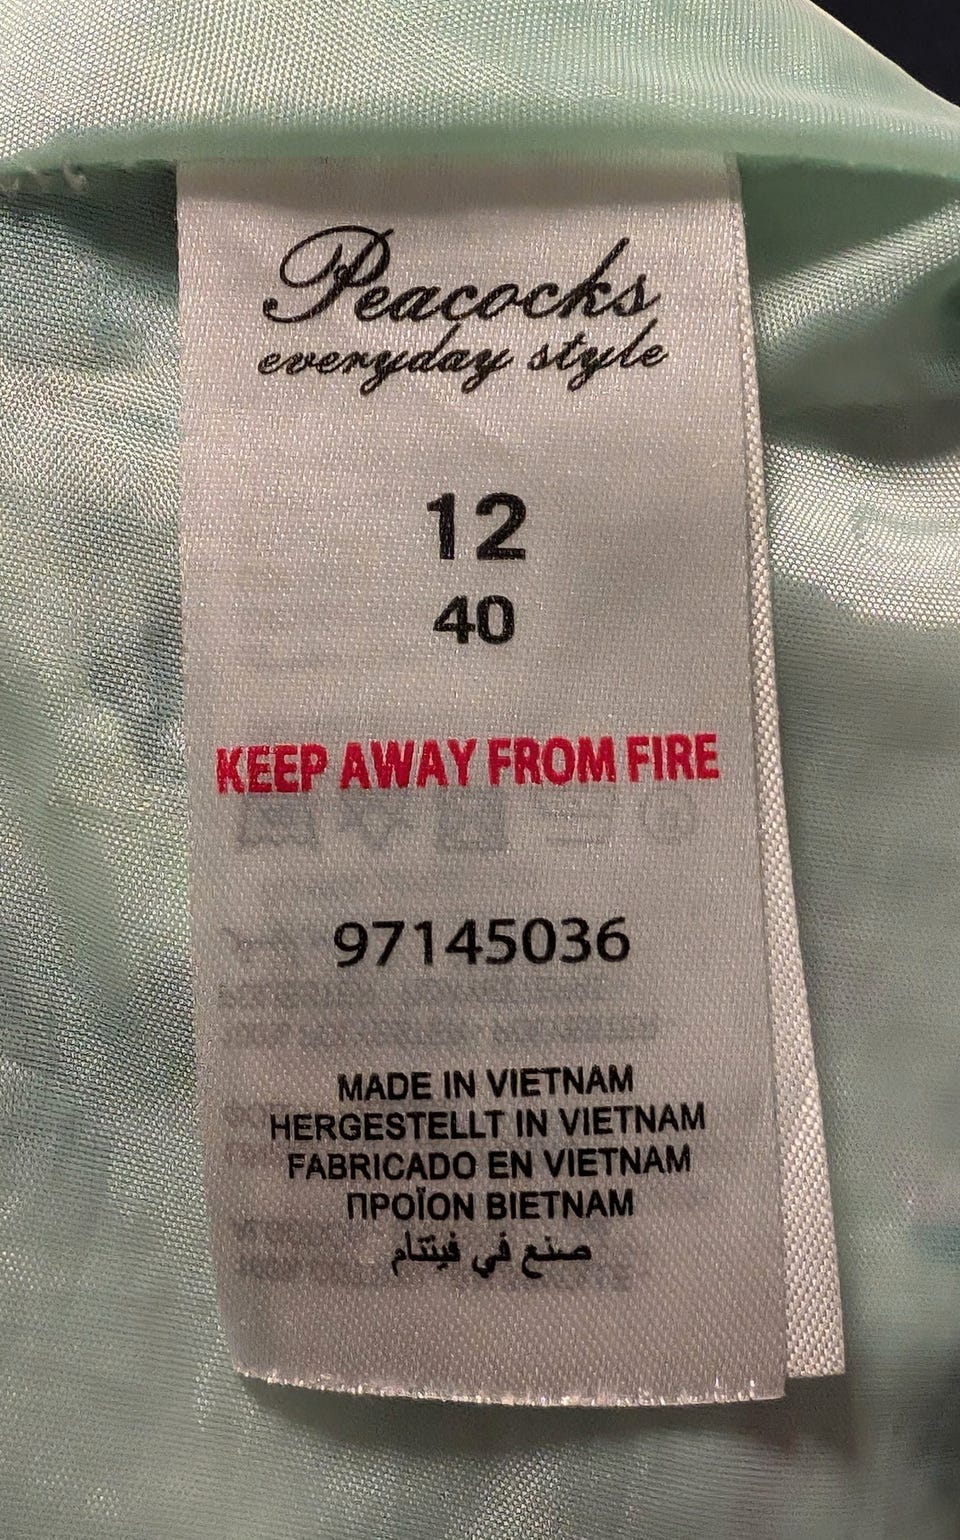 Peacocks
everyday style
12
40
KEEP AWAY FROM FIRE
97145036
MADE IN VIETNAM
HERGESTELLT IN VIETNAM
FABRICADO EN VIETNAM
ΠΡΟΪΟΝ ΒΙΕΤΝΑΜ
صنع في فيتنام